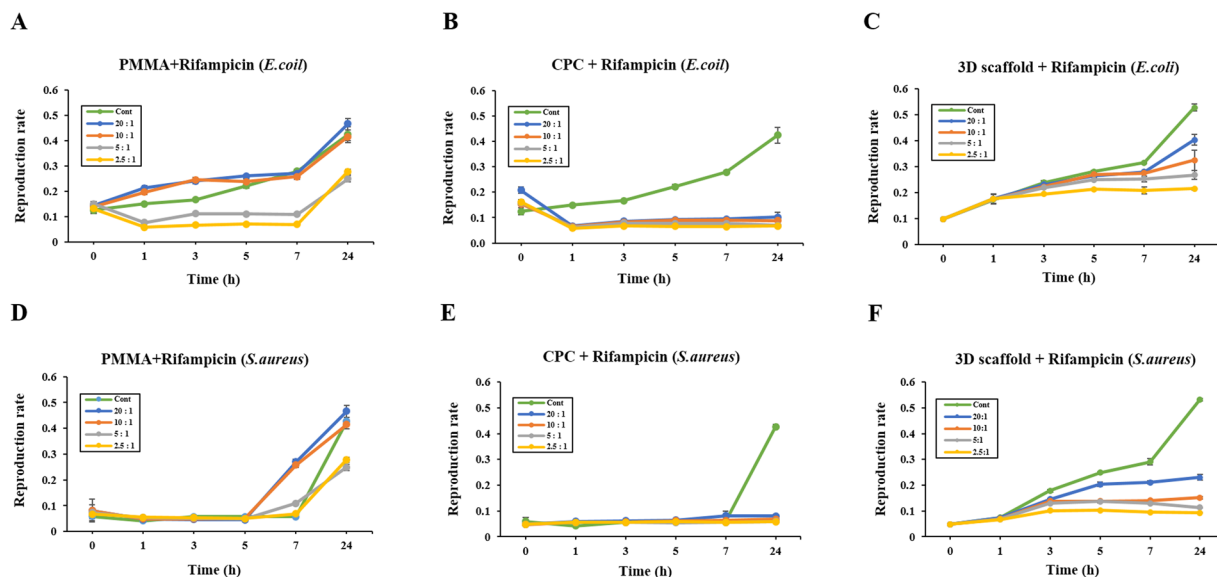 A
PMMA+Rifampicin (E.coil)
Reproduction rate
0.6
0.5
0.4
0.3
0.2
0.1
0
Cont
20 : 1
10 : 1
5 : 1
2.5 : 1
0 1 3 5 7 24
Time (h)
B
CPC + Rifampicin (E.coil)
Reproduction rate
0.6
0.5
0.4
0.3
0.2
0.1
0.0
Cont
20 : 1
10 : 1
5 : 1
2.5 : 1
0 1 3 5 7 24
Time (h)
C
3D scaffold + Rifampicin (E.coli)
Reproduction rate
0.6
0.5
0.4
0.3
0.2
0.1
0
Cont
20 : 1
10 : 1
5 : 1
2.5 : 1
0 1 3 5 7 24
Time (h)
D
PMMA+Rifampicin (S.aureus)
Reproduction rate
0.6
0.5
0.4
0.3
0.2
0.1
0
Cont
20 : 1
10 : 1
5 : 1
2.5 : 1
0 1 3 5 7 24
Time (h)
E
CPC + Rifampicin (S.aureus)
Reproduction rate
0.6
0.5
0.4
0.3
0.2
0.1
0
Cont
20 : 1
10 : 1
5 : 1
2.5 : 1
0 1 3 5 7 24
Time (h)
F
3D scaffold + Rifampicin (S.aureus)
Reproduction rate
0.6
0.5
0.4
0.3
0.2
0.1
0
Cont
20:1
10:1
5:1
2.5:1
0 1 3 5 7 24
Time (h)